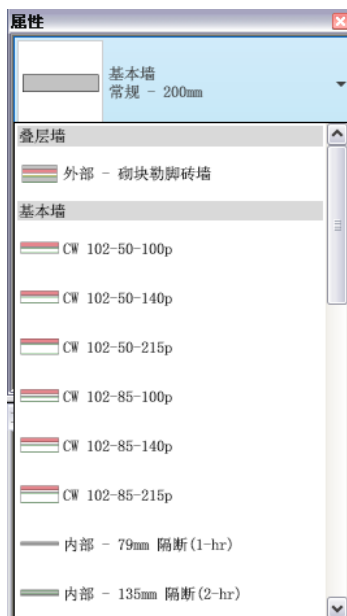 属性
基本墙
常规 - 200mm
叠层墙
外部 - 砌块勒脚砖墙
基本墙
CW 102-50-100p
CW 102-50-140p
CW 102-50-215p
CW 102-85-100p
CW 102-85-140p
CW 102-85-215p
内部 - 79mm 隔断(1-hr)
内部 - 135mm 隔断(2-hr)